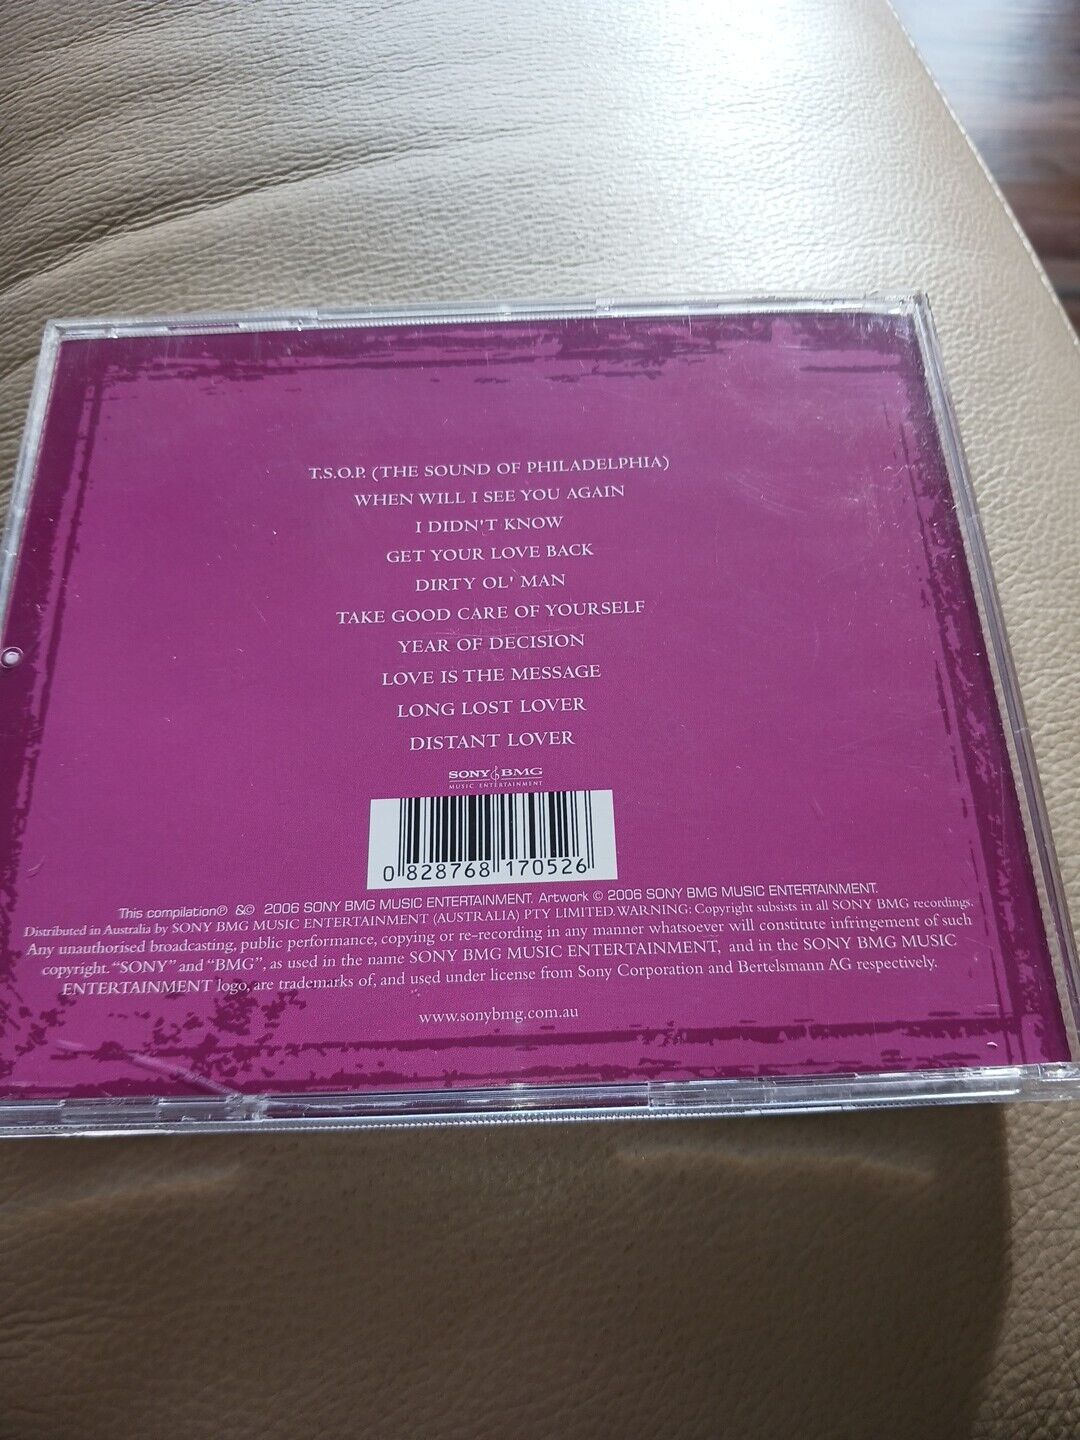 T.S.O.P. (THE SOUND OF PHILADELPHIA)
WHEN WILL I SEE YOU AGAIN
I DIDN'T KNOW
GET YOUR LOVE BACK
DIRTY OL' MAN
TAKE GOOD CARE OF YOURSELF
YEAR OF DECISION
LOVE IS THE MESSAGE
LONG LOST LOVER
DISTANT LOVER
SONY BMG
MUSIC ENTERTAINMENT
0 828768 170526
This compilation℗ &© 2006 SONY BMG MUSIC ENTERTAINMENT. Artwork © 2006 SONY BMG MUSIC ENTERTAINMENT.
Distributed in Australia by SONY BMG MUSIC ENTERTAINMENT (AUSTRALIA) PTY LIMITED. WARNING: Copyright subsists in all SONY BMG recordings.
Any unauthorised broadcasting, public performance, copying or re-recording in any manner whatsoever will constitute infringement of such
copyright. “SONY” and “BMG”, as used in the name SONY BMG MUSIC ENTERTAINMENT, and in the SONY BMG MUSIC
ENTERTAINMENT logo, are trademarks of, and used under license from Sony Corporation and Bertelsmann AG respectively.
www.sonybmg.com.au